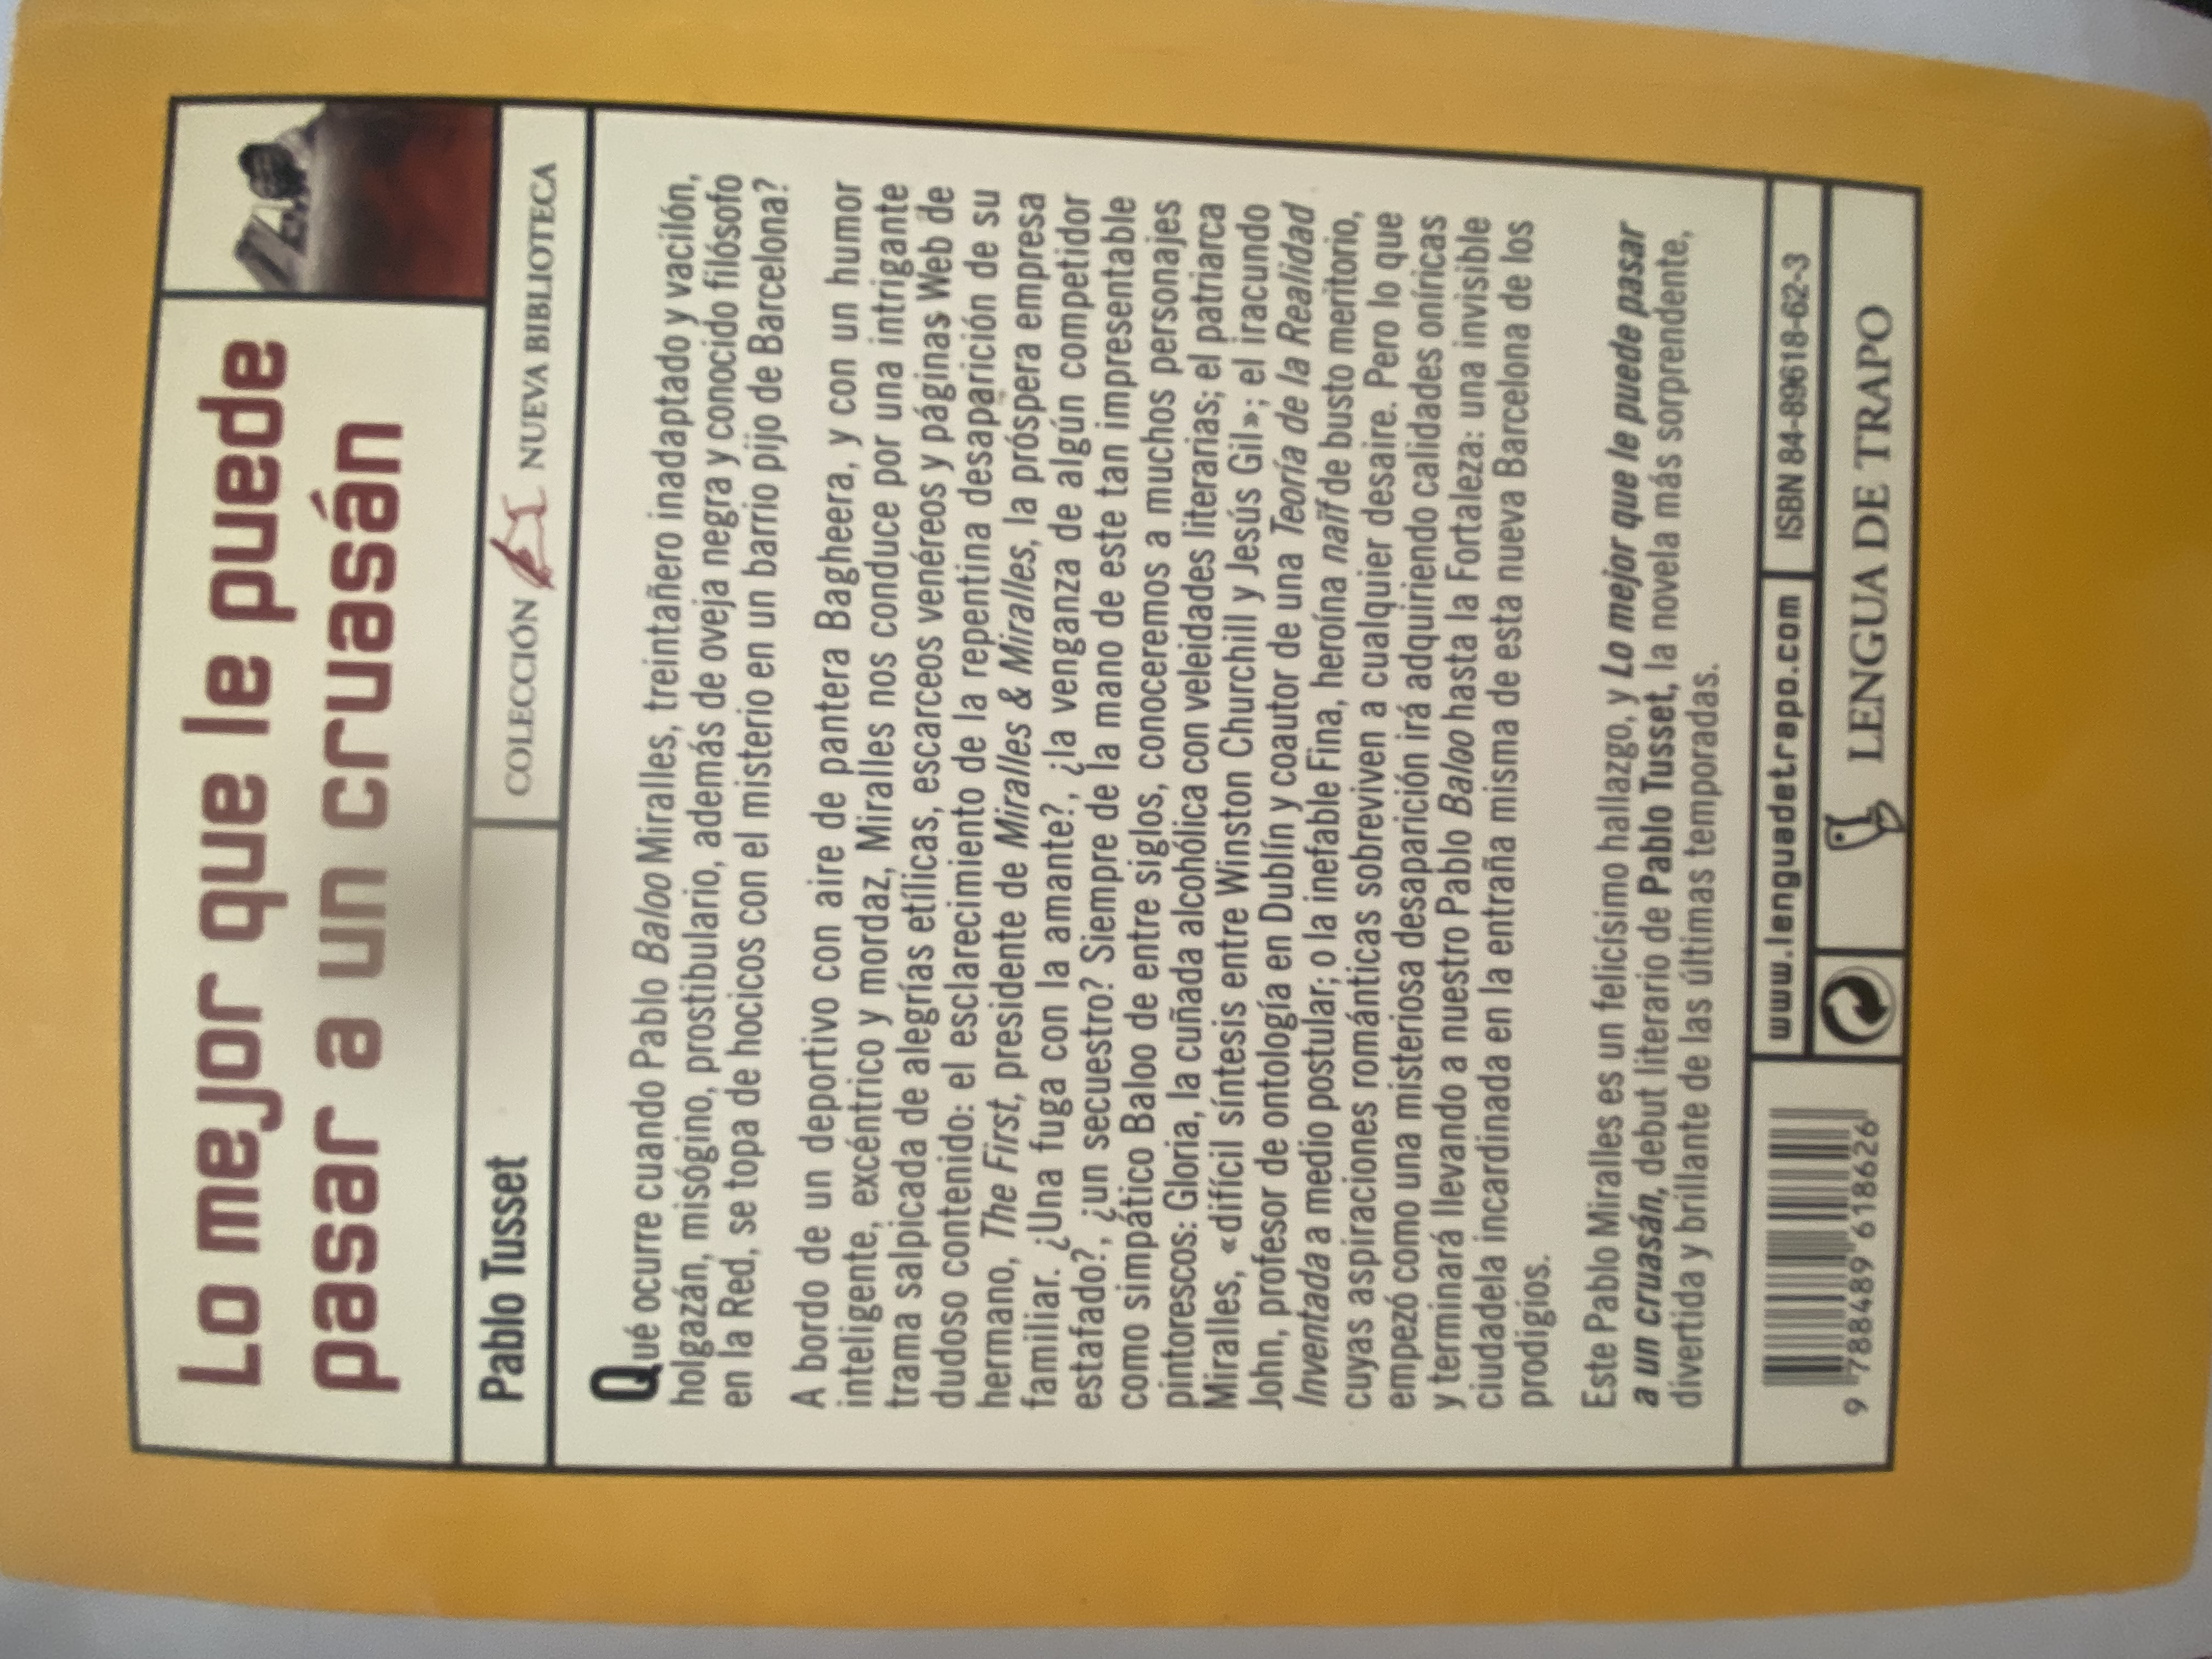 Lo mejor que le puede
pasar a un cruasán
Pablo Tusset
COLECCIÓN NUEVA BIBLIOTECA
Qué ocurre cuando Pablo Baloo Miralles, treintañero inadaptado y vacilón,
holgazán, misógino, prostibulario, además de oveja negra y conocido filósofo
en la Red, se topa de hocicos con el misterio en un barrio pijo de Barcelona?
A bordo de un deportivo con aire de pantera Bagheera, y con un humor
inteligente, excéntrico y mordaz, Miralles nos conduce por una intrigante
trama salpicada de alegrías etílicas, escarceos venéreos y páginas Web de
dudoso contenido: el esclarecimiento de la repentina desaparición de su
hermano, The First, presidente de Miralles & Miralles, la próspera empresa
familiar. ¿Una fuga con la amante?, ¿la venganza de algún competidor
estafado?, ¿un secuestro? Siempre de la mano de este tan impresentable
como simpático Baloo de entre siglos, conoceremos a muchos personajes
pintorescos: Gloria, la cuñada alcohólica con veleidades literarias; el patriarca
Miralles, «difícil síntesis entre Winston Churchill y Jesús Gil»; el iracundo
John, profesor de ontología en Dublín y coautor de una Teoría de la Realidad
Inventada a medio postular; o la inefable Fina, heroína naïf de busto meritorio,
cuyas aspiraciones románticas sobreviven a cualquier desaire. Pero lo que
empezó como una misteriosa desaparición irá adquiriendo calidades oníricas
y terminará llevando a nuestro Pablo Baloo hasta la Fortaleza: una invisible
ciudadela incardinada en la entraña misma de esta nueva Barcelona de los
prodigios.
Este Pablo Miralles es un felicísimo hallazgo, y Lo mejor que le puede pasar
a un cruasán, debut literario de Pablo Tusset, la novela más sorprendente,
divertida y brillante de las últimas temporadas.
www.lenguadetrapo.com
ISBN 84-89618-62-3
9 788489 618626
LENGUA DE TRAPO